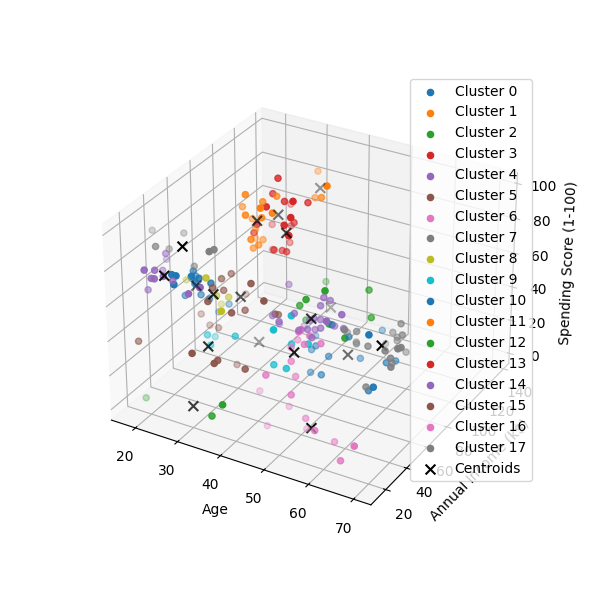 Cluster 0
Cluster 1
Cluster 2
Cluster 3
Cluster 4
Cluster 5
Cluster 6
Cluster 7
Cluster 8
Cluster 9
Cluster 10
Cluster 11
Cluster 12
Cluster 13
Cluster 14
Cluster 15
Cluster 16
Cluster 17
Centroids
100
80
60
40
20
0
Spending Score (1-100)
140
120
100
60
40
20
Annual
20
30
40
50
60
70
Age